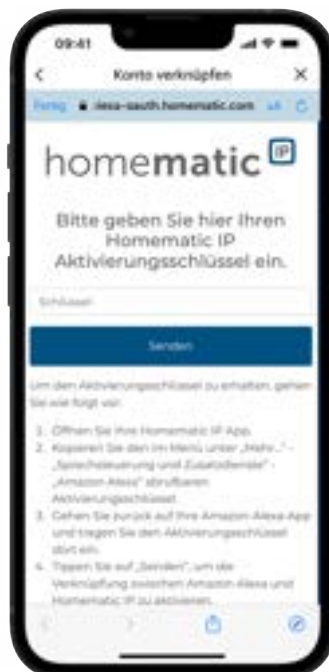 09:41
Konto verknüpfen
Fertig
homematic IP
Bitte geben Sie hier Ihren
Homematic IP
Aktivierungsschlüssel ein.
Schlüssel
Senden
Um den Aktivierungsschlüssel zu erhalten, gehen
Sie wie folgt vor:
1. Öffnen Sie Ihre Homematic IP App.
2. Kopieren Sie den im Menü unter „Mehr..." -
„Sprachsteuerung und Zusatzdienste" -
„Amazon Alexa" abrufbaren
Aktivierungsschlüssel.
3. Gehen Sie zurück auf Ihre Amazon Alexa-App
und tragen Sie den Aktivierungsschlüssel
dort ein.
4. Tippen Sie auf „Senden", um die
Verknüpfung zwischen Amazon Alexa und
Homematic IP zu aktivieren.